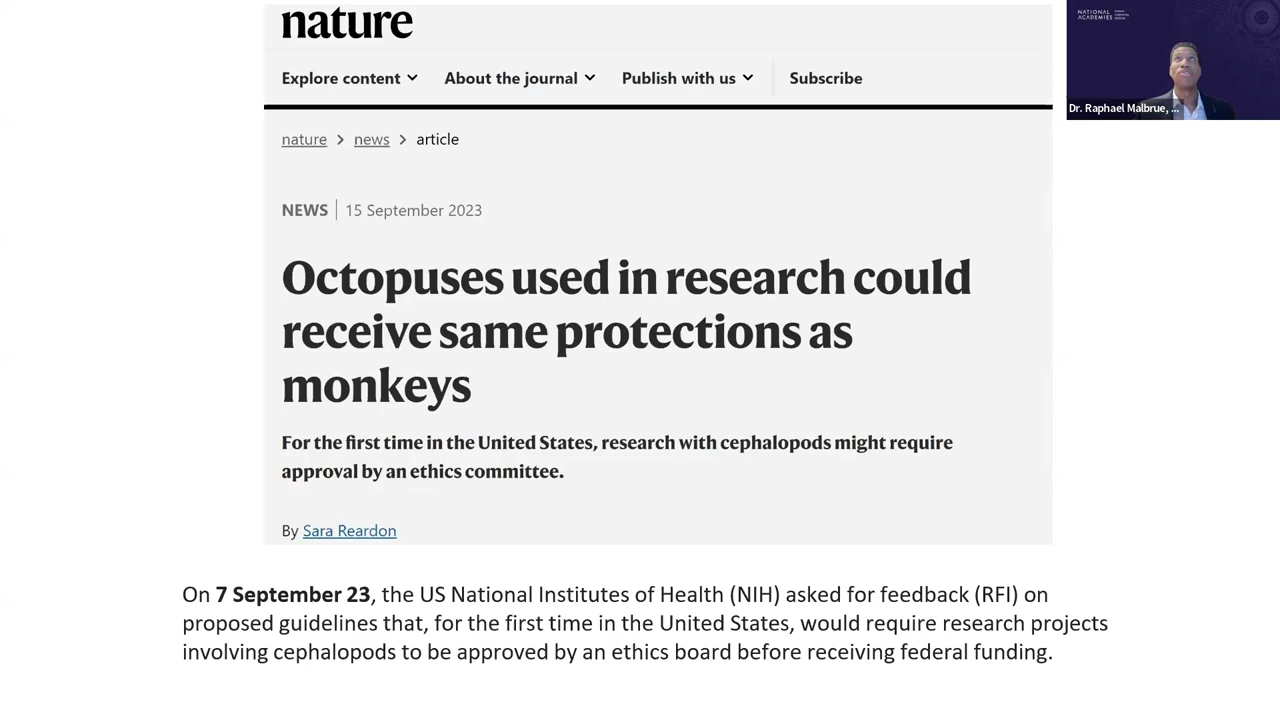 nature
Explore content About the journal Publish with us Subscribe
nature > news > article
NEWS | 15 September 2023
Octopuses used in research could
receive same protections as
monkeys
For the first time in the United States, research with cephalopods might require
approval by an ethics committee.
By Sara Reardon
On 7 September 23, the US National Institutes of Health (NIH) asked for feedback (RFI) on
proposed guidelines that, for the first time in the United States, would require research projects
involving cephalopods to be approved by an ethics board before receiving federal funding.
NATIONAL
ACADEMIES
Dr. Raphael Malbrue, ...